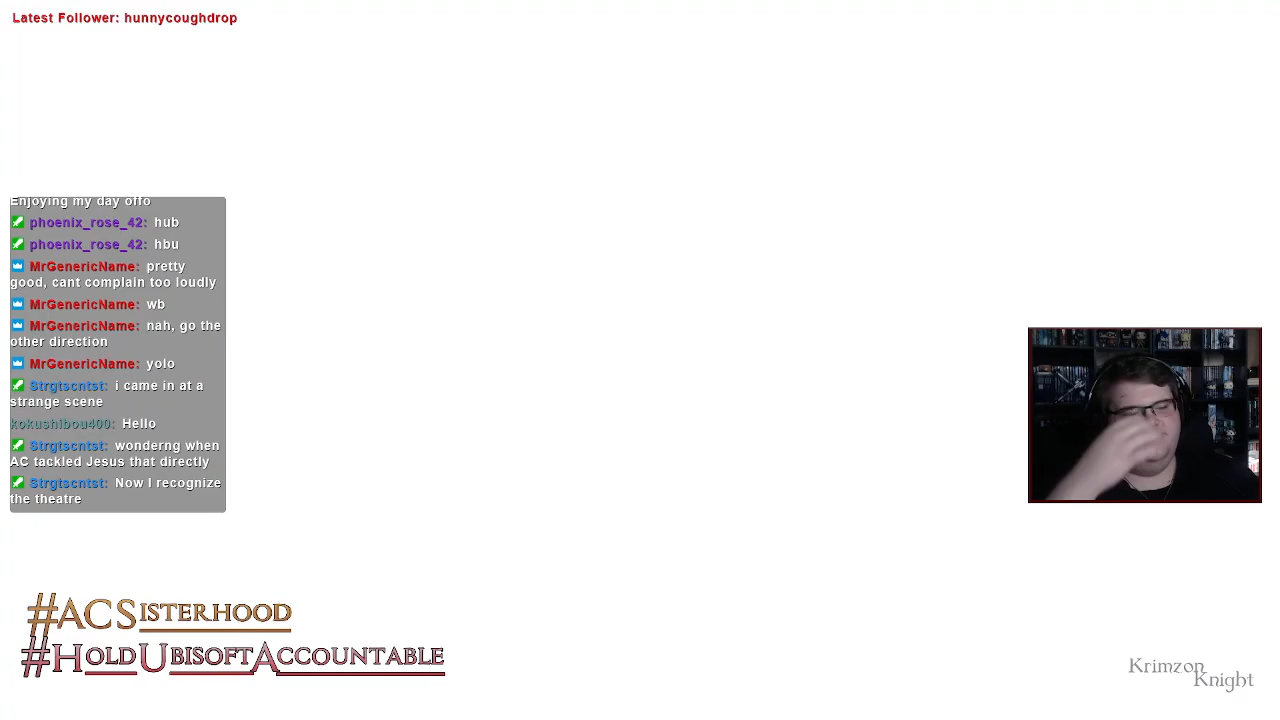 Latest Follower: hunnycoughdrop
Enjoying my day offo
phoenix_rose_42: hub
phoenix_rose_42: hbu
MrGenericName: pretty
good, cant complain too loudly
MrGenericName: wb
MrGenericName: nah, go the
other direction
MrGenericName: yolo
Strgtscntst: i came in at a
strange scene
kokushibou400: Hello
Strgtscntst: wonderng when
AC tackled Jesus that directly
Strgtscntst: Now I recognize
the theatre
#ACSisterhood
#HoldUbisoftAccountable
Krimzon
Knight